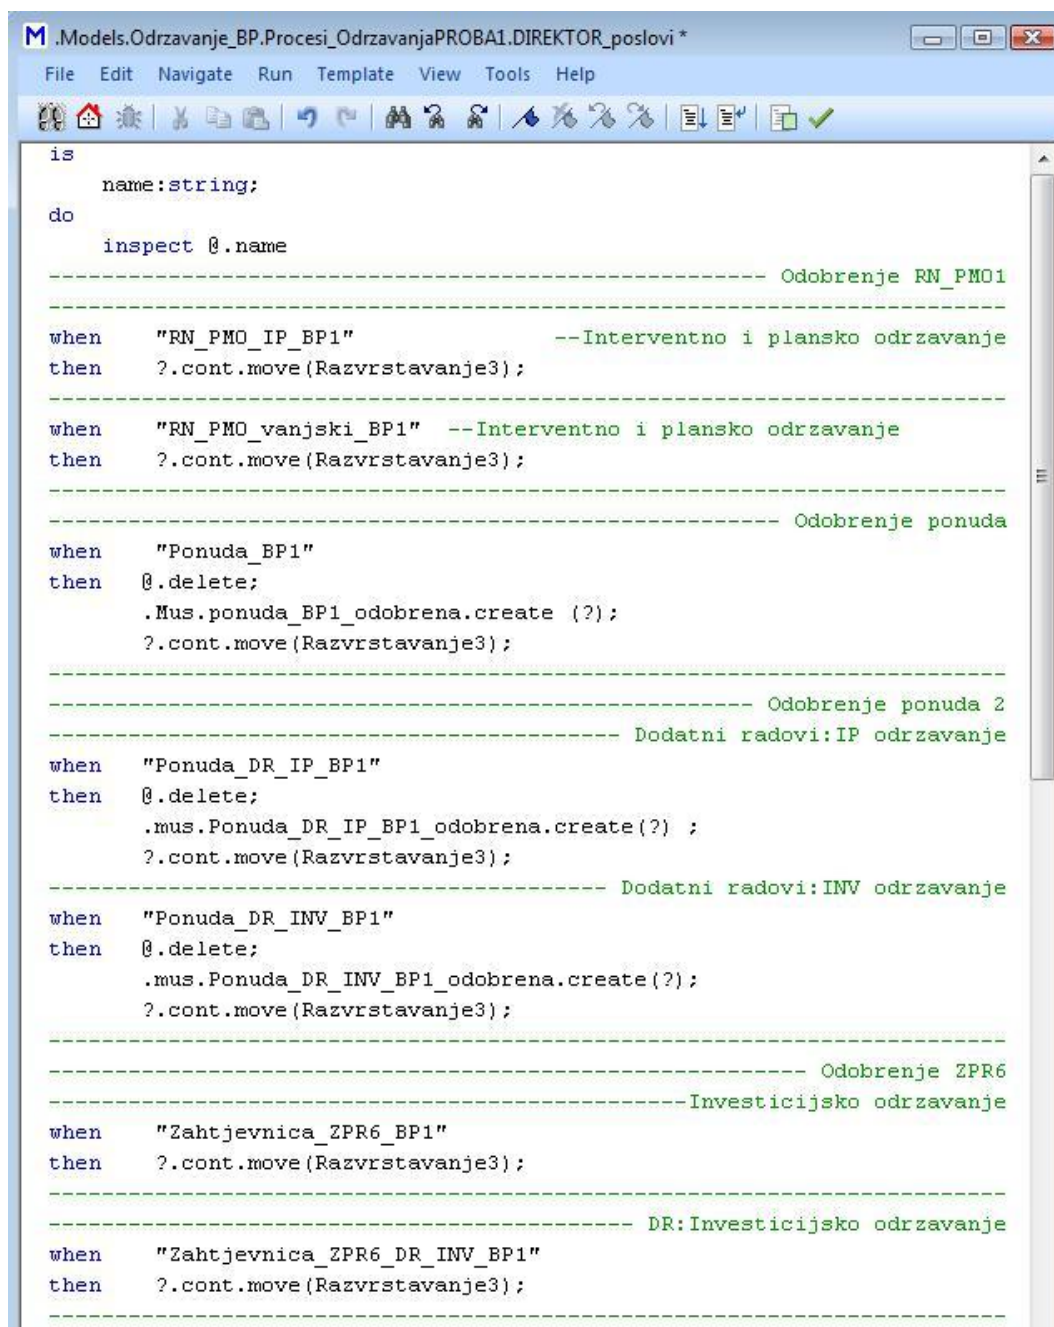 M .Models.Odrzavanje_BP.Procesi_OdrzavanjaPROBA1.DIREKTOR_poslovi *
File Edit Navigate Run Template View Tools Help
is
name:string;
do
inspect @.name
------------------------------------------------------ Odobrenje RN_PMO1
------------------------------------------------------------------------
when "RN_PMO_IP_BP1" --Interventno i plansko odrzavanje
then ?.cont.move(Razvrstavanje3);
------------------------------------------------------------------------
when "RN_PMO_vanjski_BP1" --Interventno i plansko odrzavanje
then ?.cont.move(Razvrstavanje3);
------------------------------------------------------------------------
------------------------------------------------------- Odobrenje ponuda
when "Ponuda_BP1"
then @.delete;
.Mus.ponuda_BP1_odobrena.create (?);
?.cont.move(Razvrstavanje3);
------------------------------------------------------------------------
----------------------------------------------------- Odobrenje ponuda 2
------------------------------------------- Dodatni radovi:IP odrzavanje
when "Ponuda_DR_IP_BP1"
then @.delete;
.mus.Ponuda_DR_IP_BP1_odobrena.create(?) ;
?.cont.move(Razvrstavanje3);
------------------------------------------ Dodatni radovi:INV odrzavanje
when "Ponuda_DR_INV_BP1"
then @.delete;
.mus.Ponuda_DR_INV_BP1_odobrena.create(?);
?.cont.move(Razvrstavanje3);
------------------------------------------------------------------------
--------------------------------------------------------- Odobrenje ZPR6
------------------------------------------------Investicijsko odrzavanje
when "Zahtjevnica_ZPR6_BP1"
then ?.cont.move(Razvrstavanje3);
------------------------------------------------------------------------
-------------------------------------------- DR:Investicijsko odrzavanje
when "Zahtjevnica_ZPR6_DR_INV_BP1"
then ?.cont.move(Razvrstavanje3);
------------------------------------------------------------------------